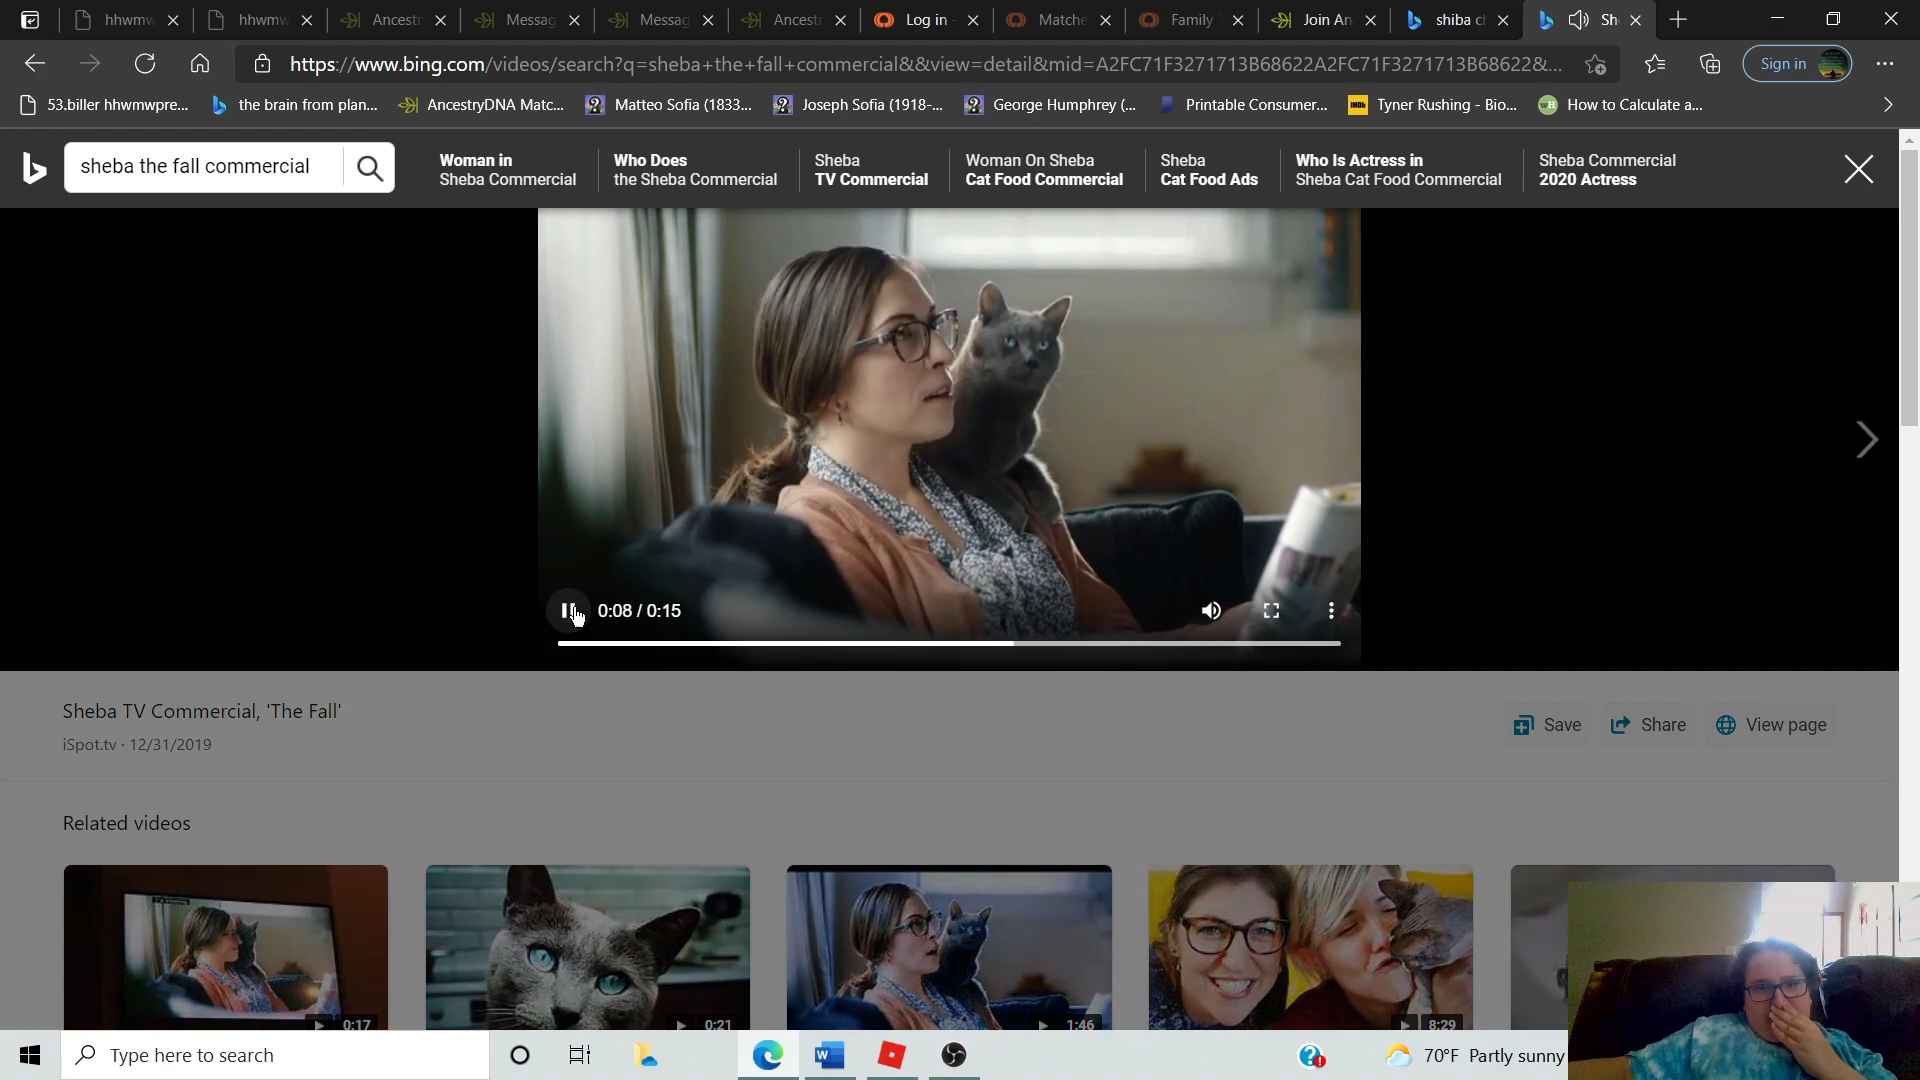 hhwmw
hhwmw
Ancest
Messag
Messag
Ancest
Log in -
Matche
Family
Join An
shiba c
Sh
https://www.bing.com/videos/search?q=sheba+the+fall+commercial&&view=detail&mid=A2FC71F3271713B68622A2FC71F3271713B68622&...
Sign in
53.biller hhwmwpre...
the brain from plan...
AncestryDNA Matc...
Matteo Sofia (1833...
Joseph Sofia (1918-...
George Humphrey (...
Printable Consumer...
IMDb
Tyner Rushing - Bio...
wH
How to Calculate a...
sheba the fall commercial
Woman in
Sheba Commercial
Who Does
the Sheba Commercial
Sheba
TV Commercial
Woman On Sheba
Cat Food Commercial
Sheba
Cat Food Ads
Who Is Actress in
Sheba Cat Food Commercial
Sheba Commercial
2020 Actress
0:08 / 0:15
Sheba TV Commercial, 'The Fall'
iSpot.tv · 12/31/2019
Save
Share
View page
Related videos
0:17
0:21
1:46
8:29
Type here to search
70°F Partly sunny